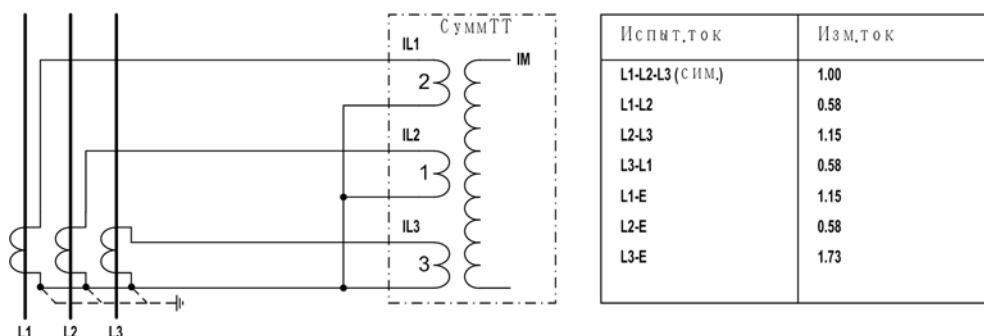 СуммТТ
IL1
IM
2
IL2
1
IL3
3
L1 L2 L3
Испыт.ток Изм.ток
L1-L2-L3 (СИМ.) 1.00
L1-L2 0.58
L2-L3 1.15
L3-L1 0.58
L1-E 1.15
L2-E 0.58
L3-E 1.73